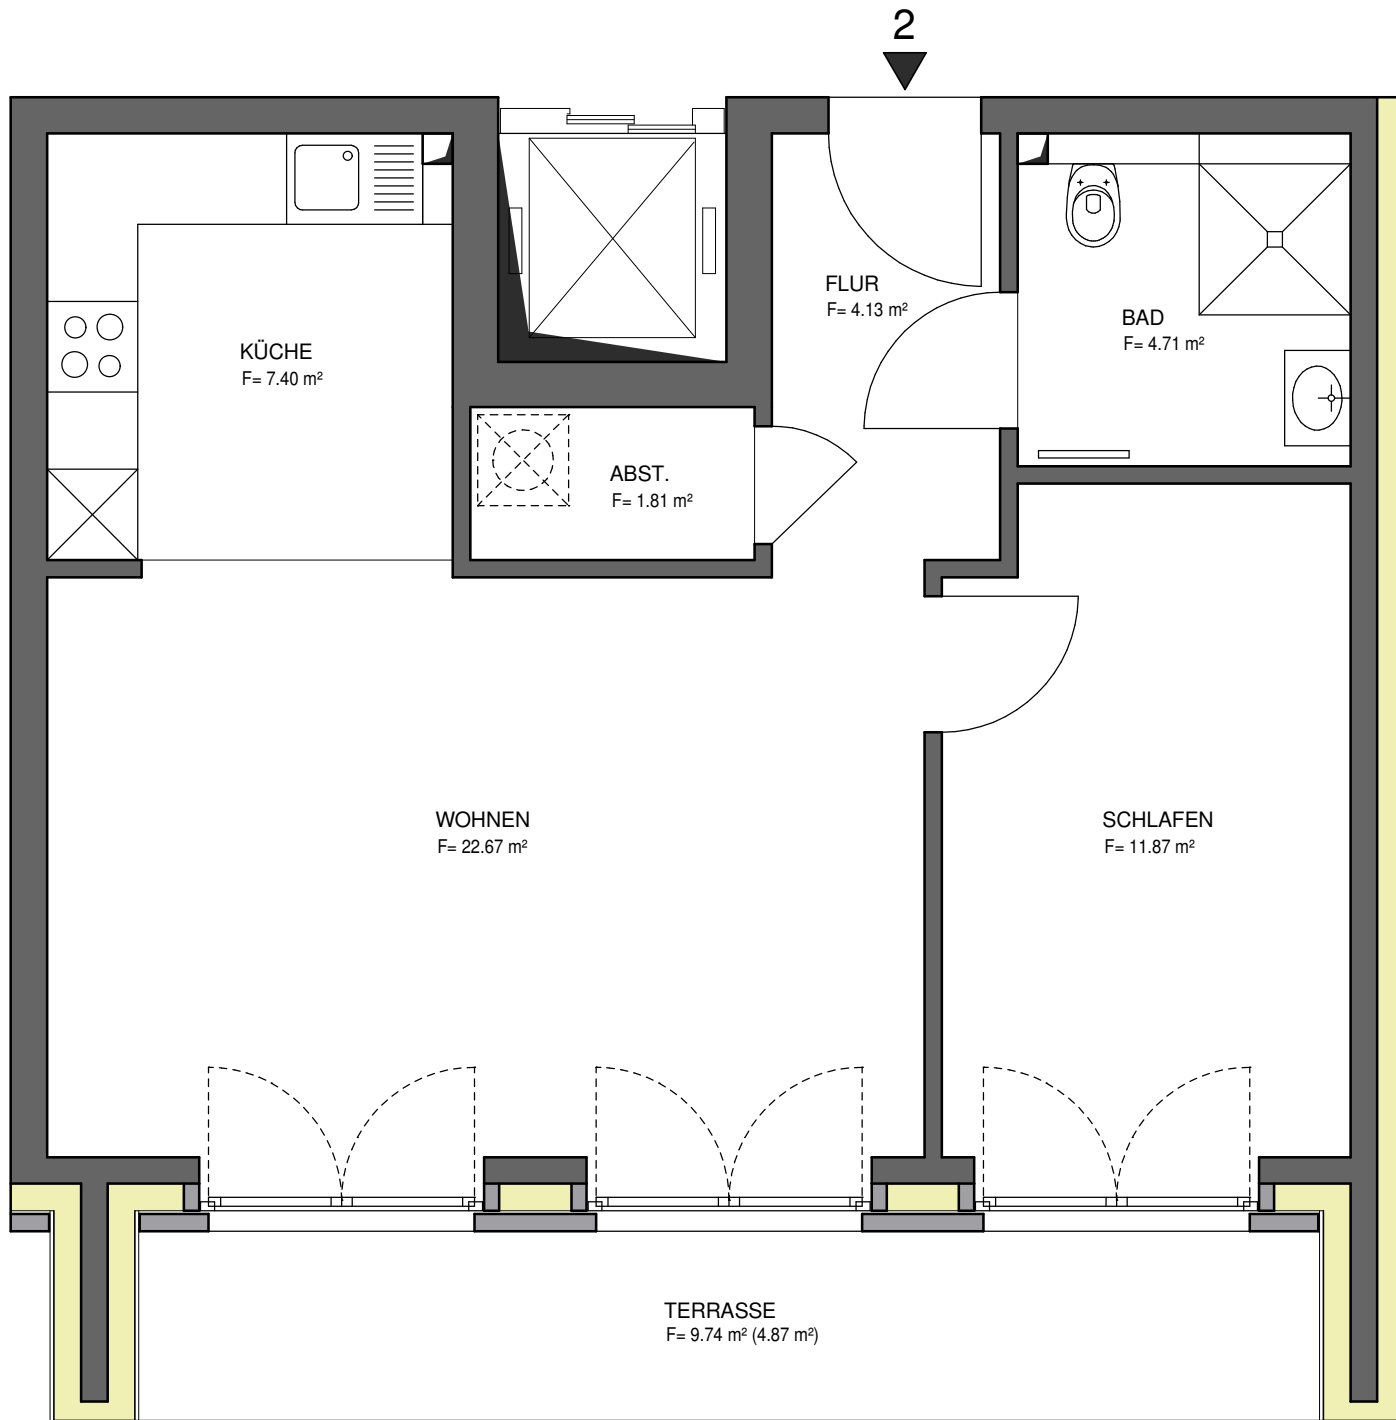 2
FLUR
F= 4.13 m²
BAD
F= 4.71 m²
KÜCHE
F= 7.40 m²
ABST.
F= 1.81 m²
WOHNEN
F= 22.67 m²
SCHLAFEN
F= 11.87 m²
TERRASSE
F= 9.74 m² (4.87 m²)